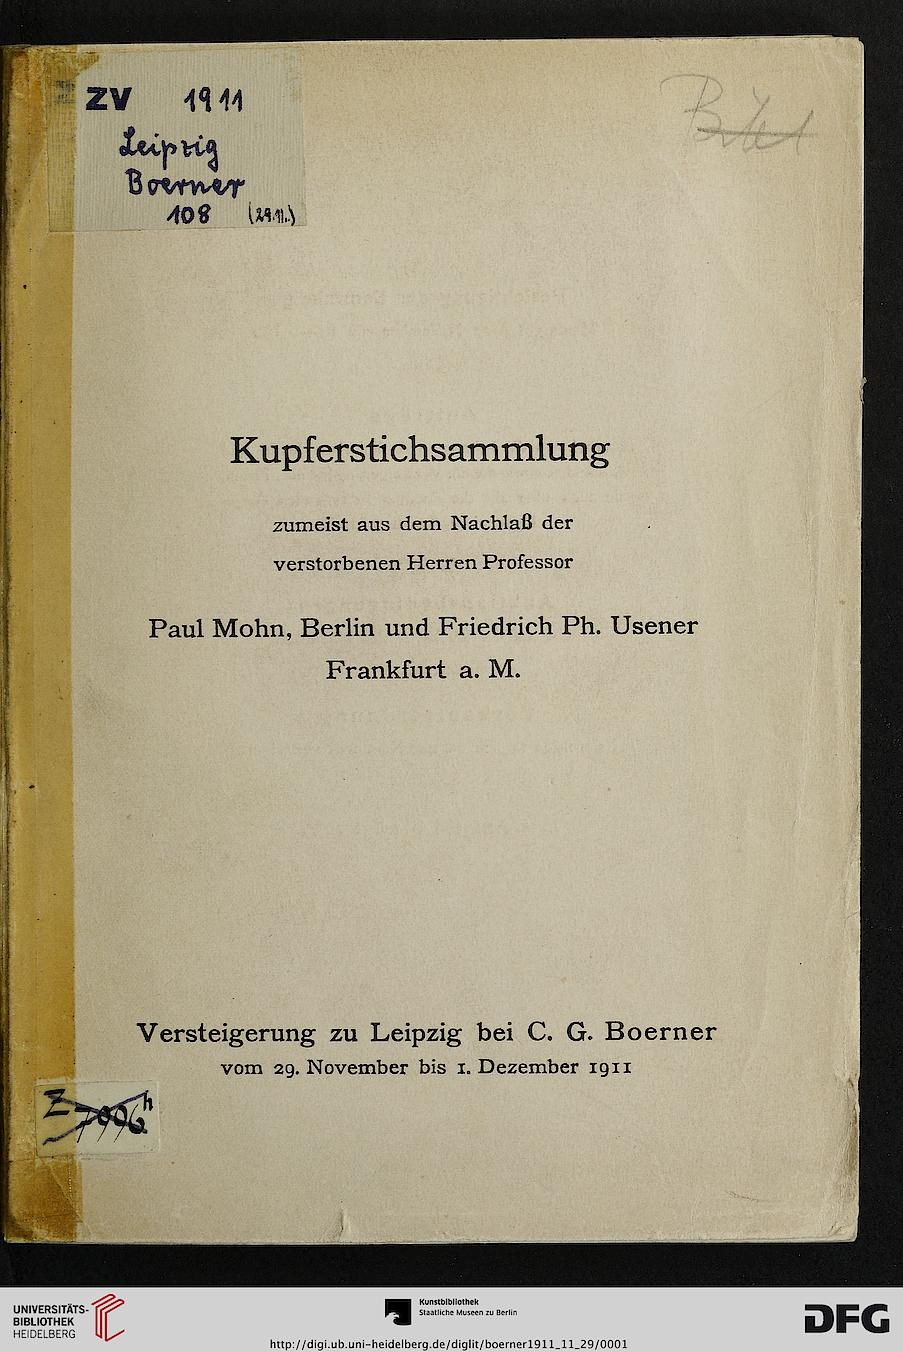 ZV 1911
Leipzig
Boerner
108 (29.11.)
Kupferstichsammlung
zumeist aus dem Nachlaß der
verstorbenen Herren Professor
Paul Mohn, Berlin und Friedrich Ph. Usener
Frankfurt a. M.
Versteigerung zu Leipzig bei C. G. Boerner
vom 29. November bis 1. Dezember 1911
Z
UNIVERSITÄTS-
BIBLIOTHEK
HEIDELBERG
Kunstbibliothek
Staatliche Museen zu Berlin
DFG
http://digi.ub.uni-heidelberg.de/diglit/boerner1911_11_29/0001